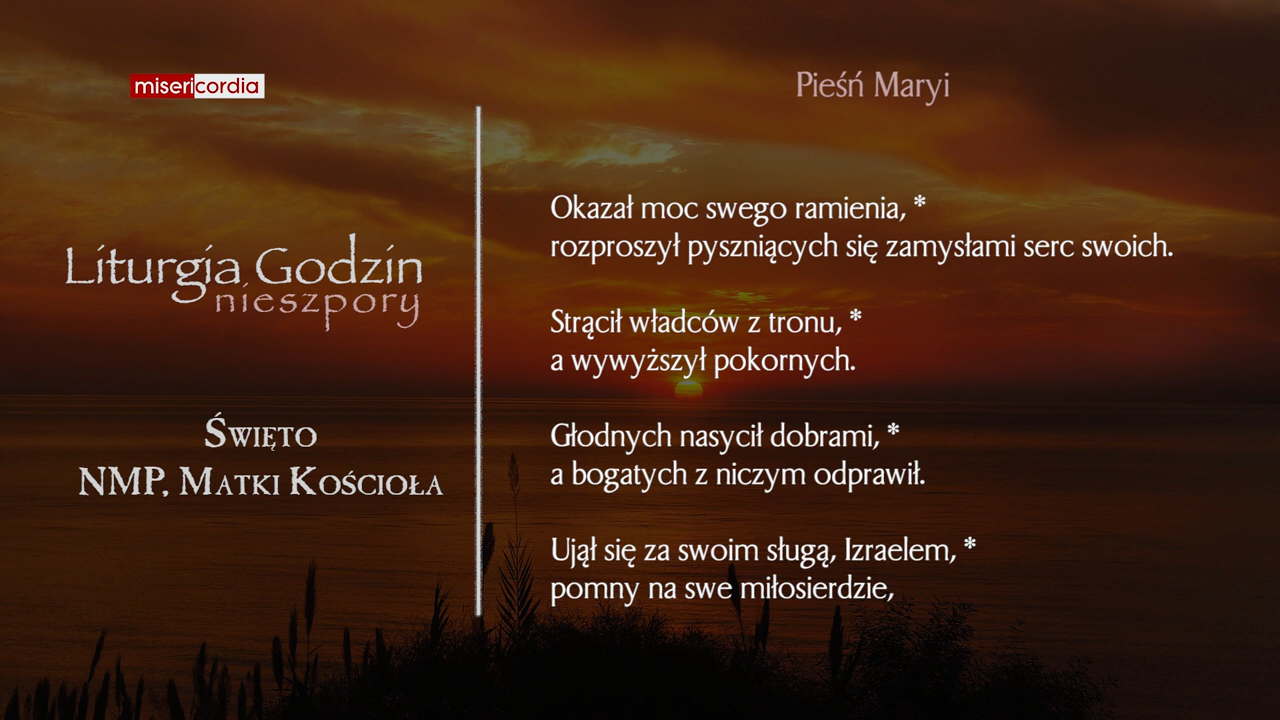 misericordia
Liturgia Godzin
nieszpory
Święto
NMP, Matki Kościoła
Pieśń Maryi
Okazał moc swego ramienia, *
rozproszył pyszniących się zamysłami serc swoich.
Strącił władców z tronu, *
a wywyższył pokornych.
Głodnych nasycił dobrami, *
a bogatych z niczym odprawił.
Ujął się za swoim sługą, Izraelem, *
pomny na swe miłosierdzie,